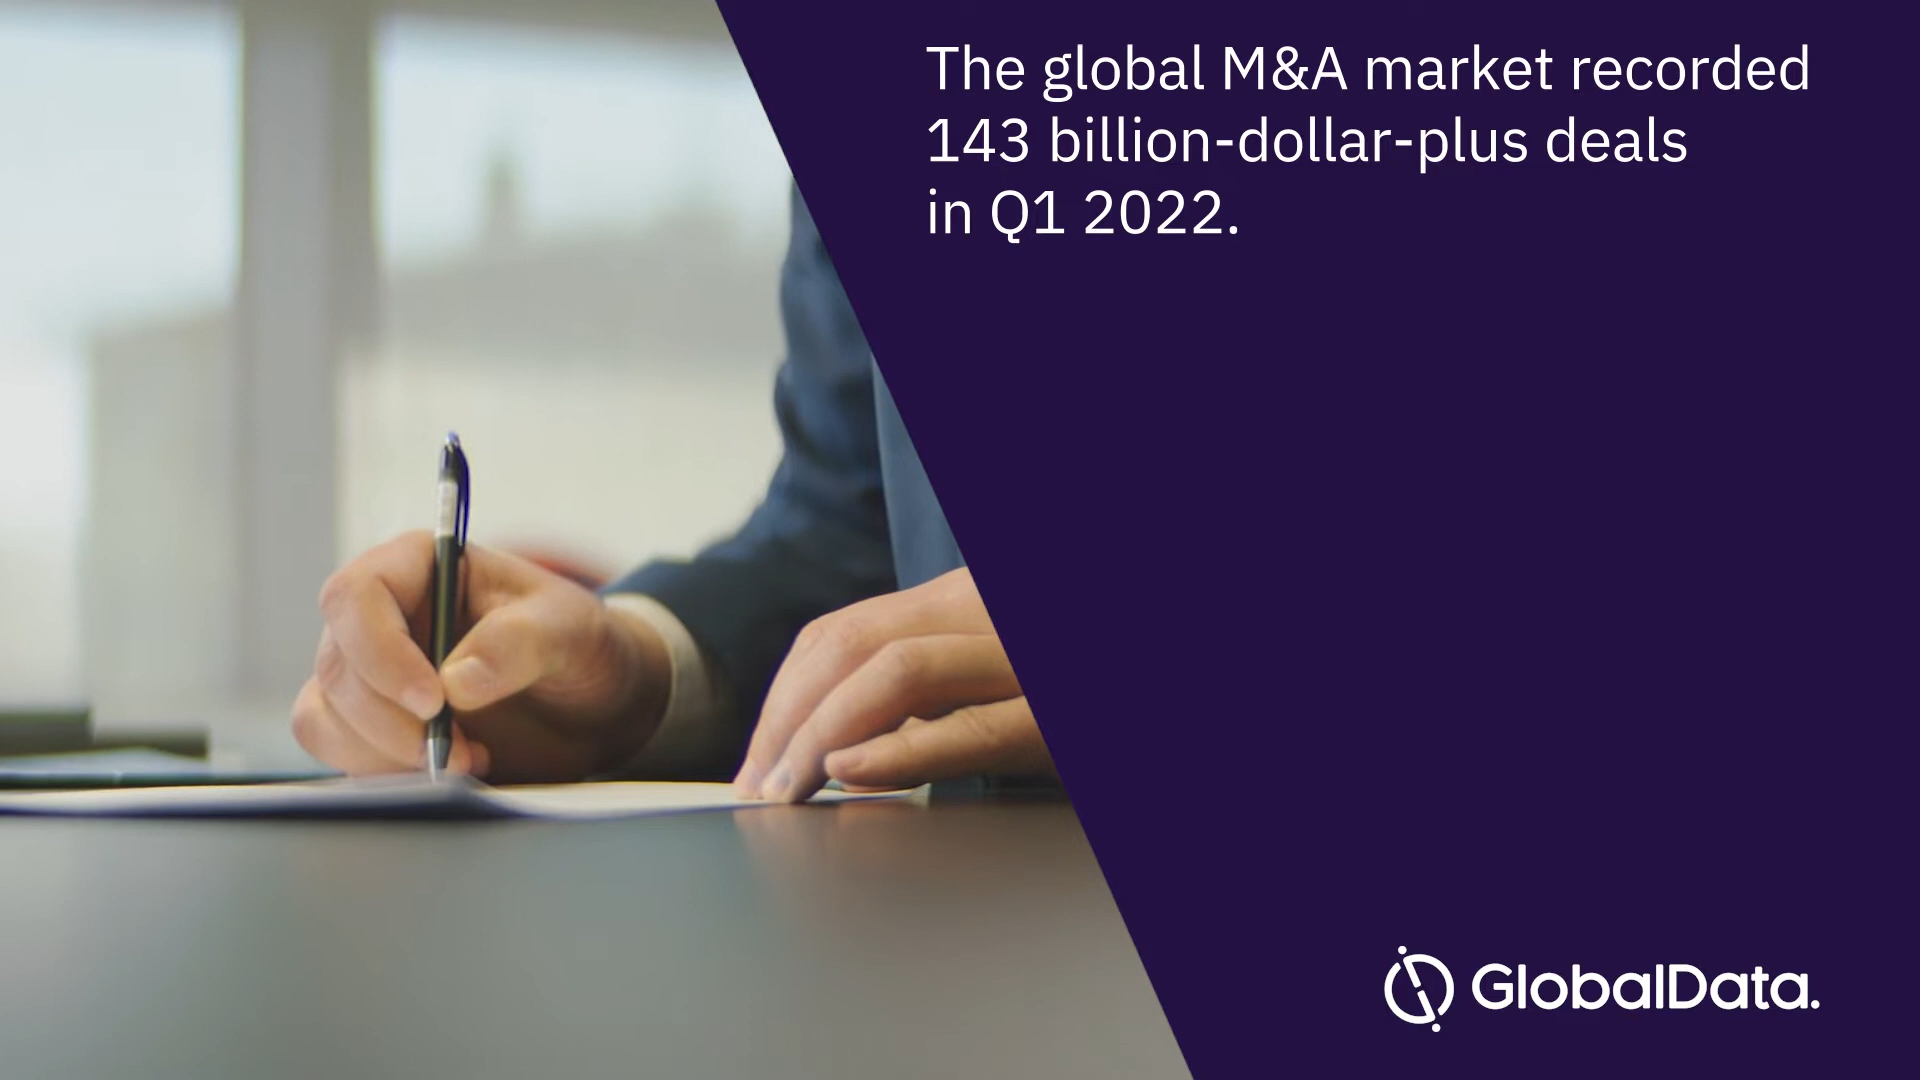 The global M&A market recorded
143 billion-dollar-plus deals
in Q1 2022.
GlobalData.